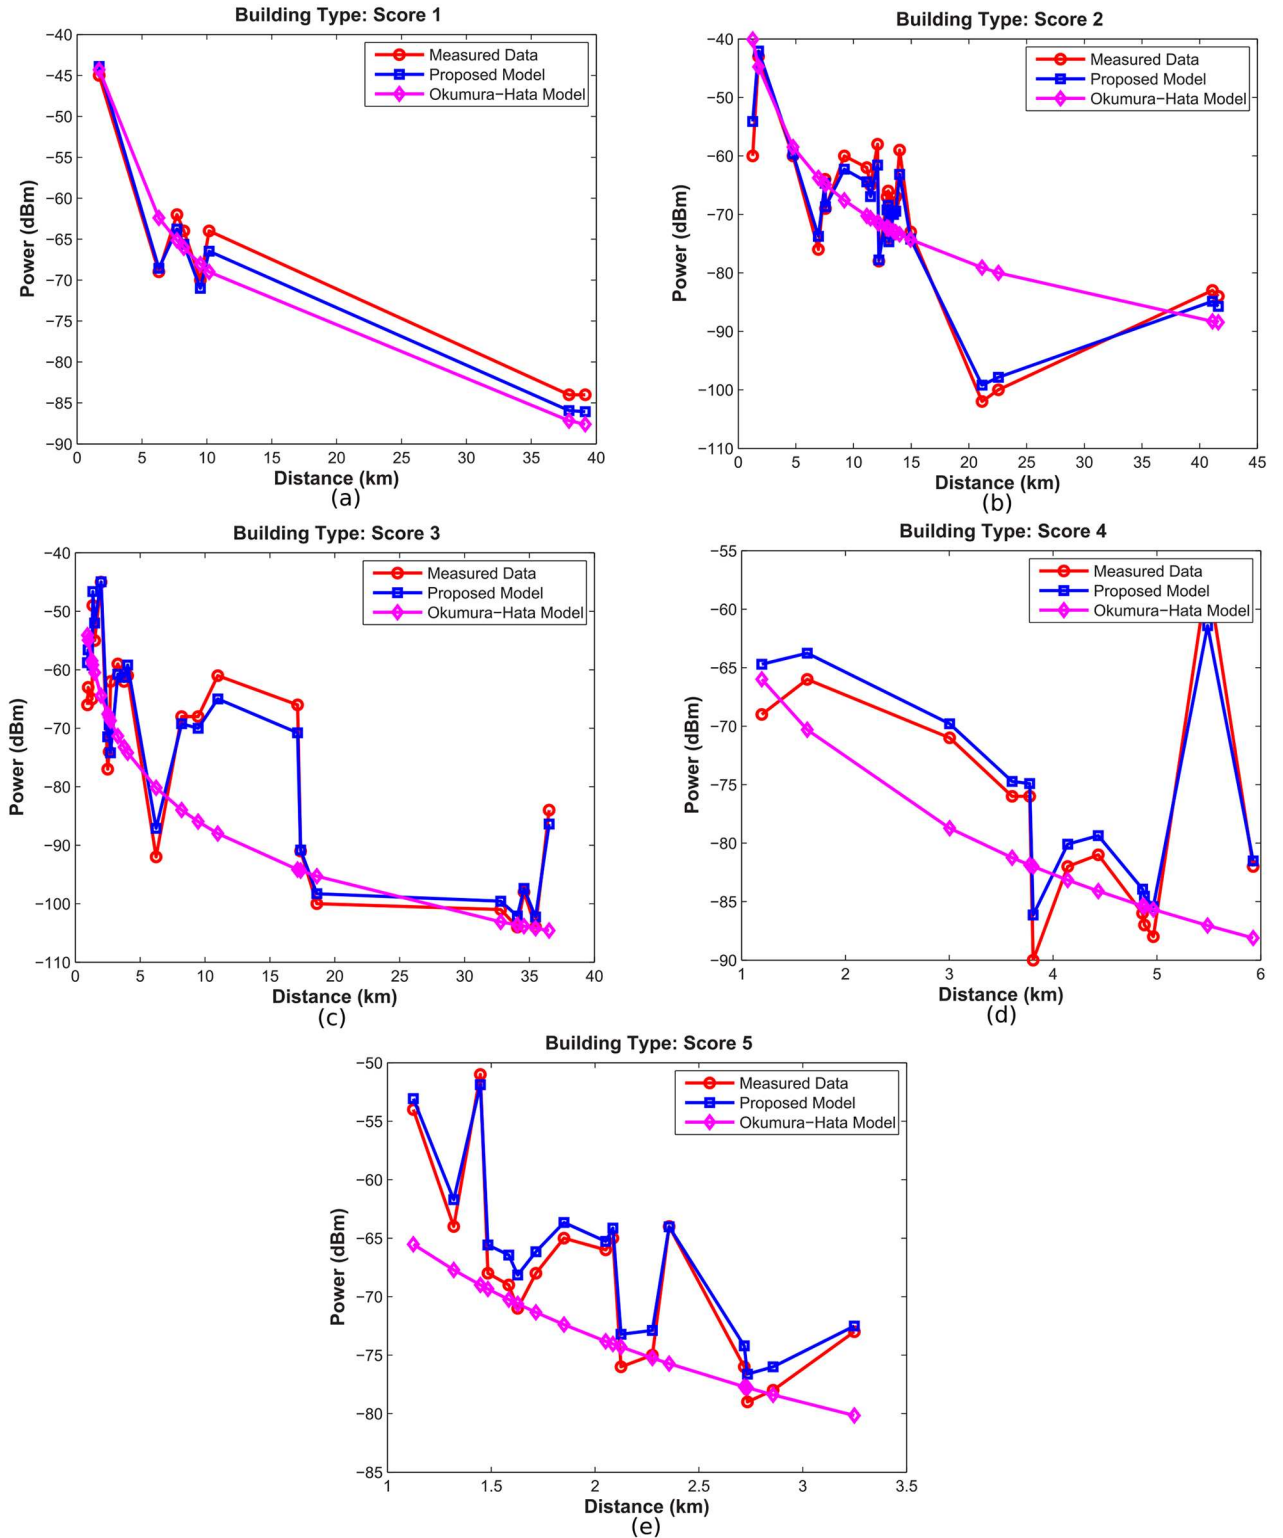 Building Type: Score 1
−40
−45
−50
−55
−60
−65
−70
−75
−80
−85
−90
Power (dBm)
Measured Data
Proposed Model
Okumura−Hata Model
0 5 10 15 20 25 30 35 40
Distance (km)
(a)
Building Type: Score 2
−40
−50
−60
−70
−80
−90
−100
−110
Power (dBm)
Measured Data
Proposed Model
Okumura−Hata Model
0 5 10 15 20 25 30 35 40 45
Distance (km)
(b)
Building Type: Score 3
−40
−50
−60
−70
−80
−90
−100
−110
Power (dBm)
Measured Data
Proposed Model
Okumura−Hata Model
0 5 10 15 20 25 30 35 40
Distance (km)
(c)
Building Type: Score 4
−55
−60
−65
−70
−75
−80
−85
−90
Power (dBm)
Measured Data
Proposed Model
Okumura−Hata Model
1 2 3 4 5 6
Distance (km)
(d)
Building Type: Score 5
−50
−55
−60
−65
−70
−75
−80
−85
Power (dBm)
Measured Data
Proposed Model
Okumura−Hata Model
1 1.5 2 2.5 3 3.5
Distance (km)
(e)